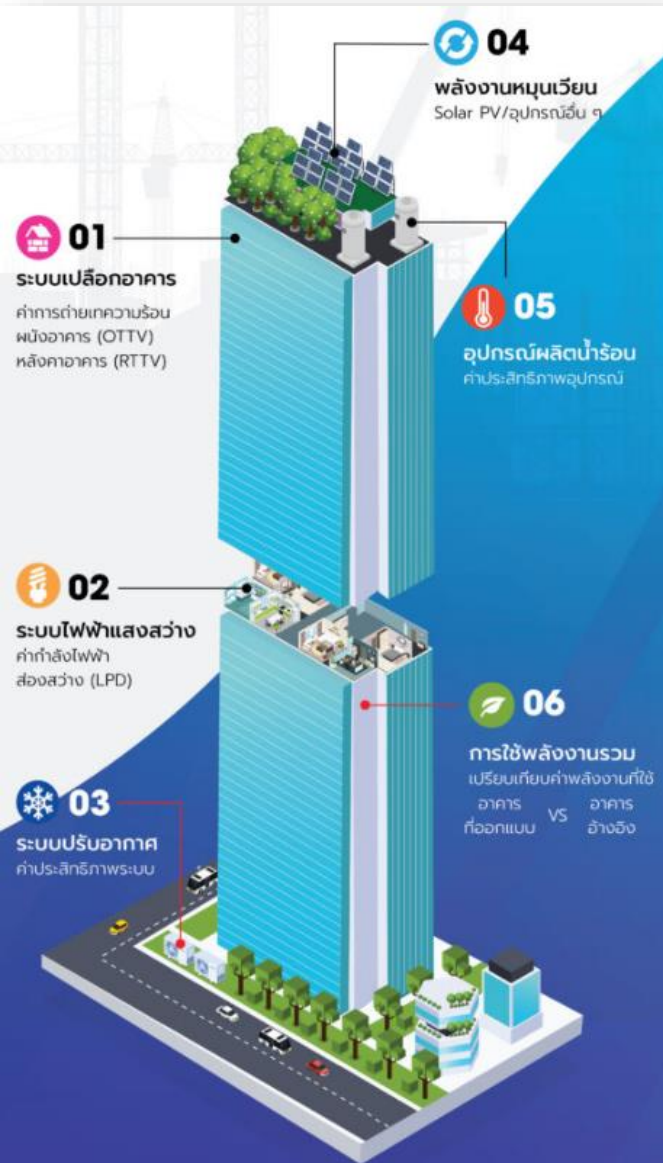 04
พลังงานหมุนเวียน
Solar PV/อุปกรณ์อื่น ๆ
01
ระบบเปลือกอาคาร
ค่าการถ่ายเทความร้อน
ผนังอาคาร (OTTV)
หลังคาอาคาร (RTTV)
05
อุปกรณ์ผลิตน้ำร้อน
ค่าประสิทธิภาพอุปกรณ์
02
ระบบไฟฟ้าแสงสว่าง
ค่ากำลังไฟฟ้า
ส่องสว่าง (LPD)
06
การใช้พลังงานรวม
เปรียบเทียบค่าพลังงานที่ใช้
อาคาร VS อาคาร
ที่ออกแบบ อ้างอิง
03
ระบบปรับอากาศ
ค่าประสิทธิภาพระบบ